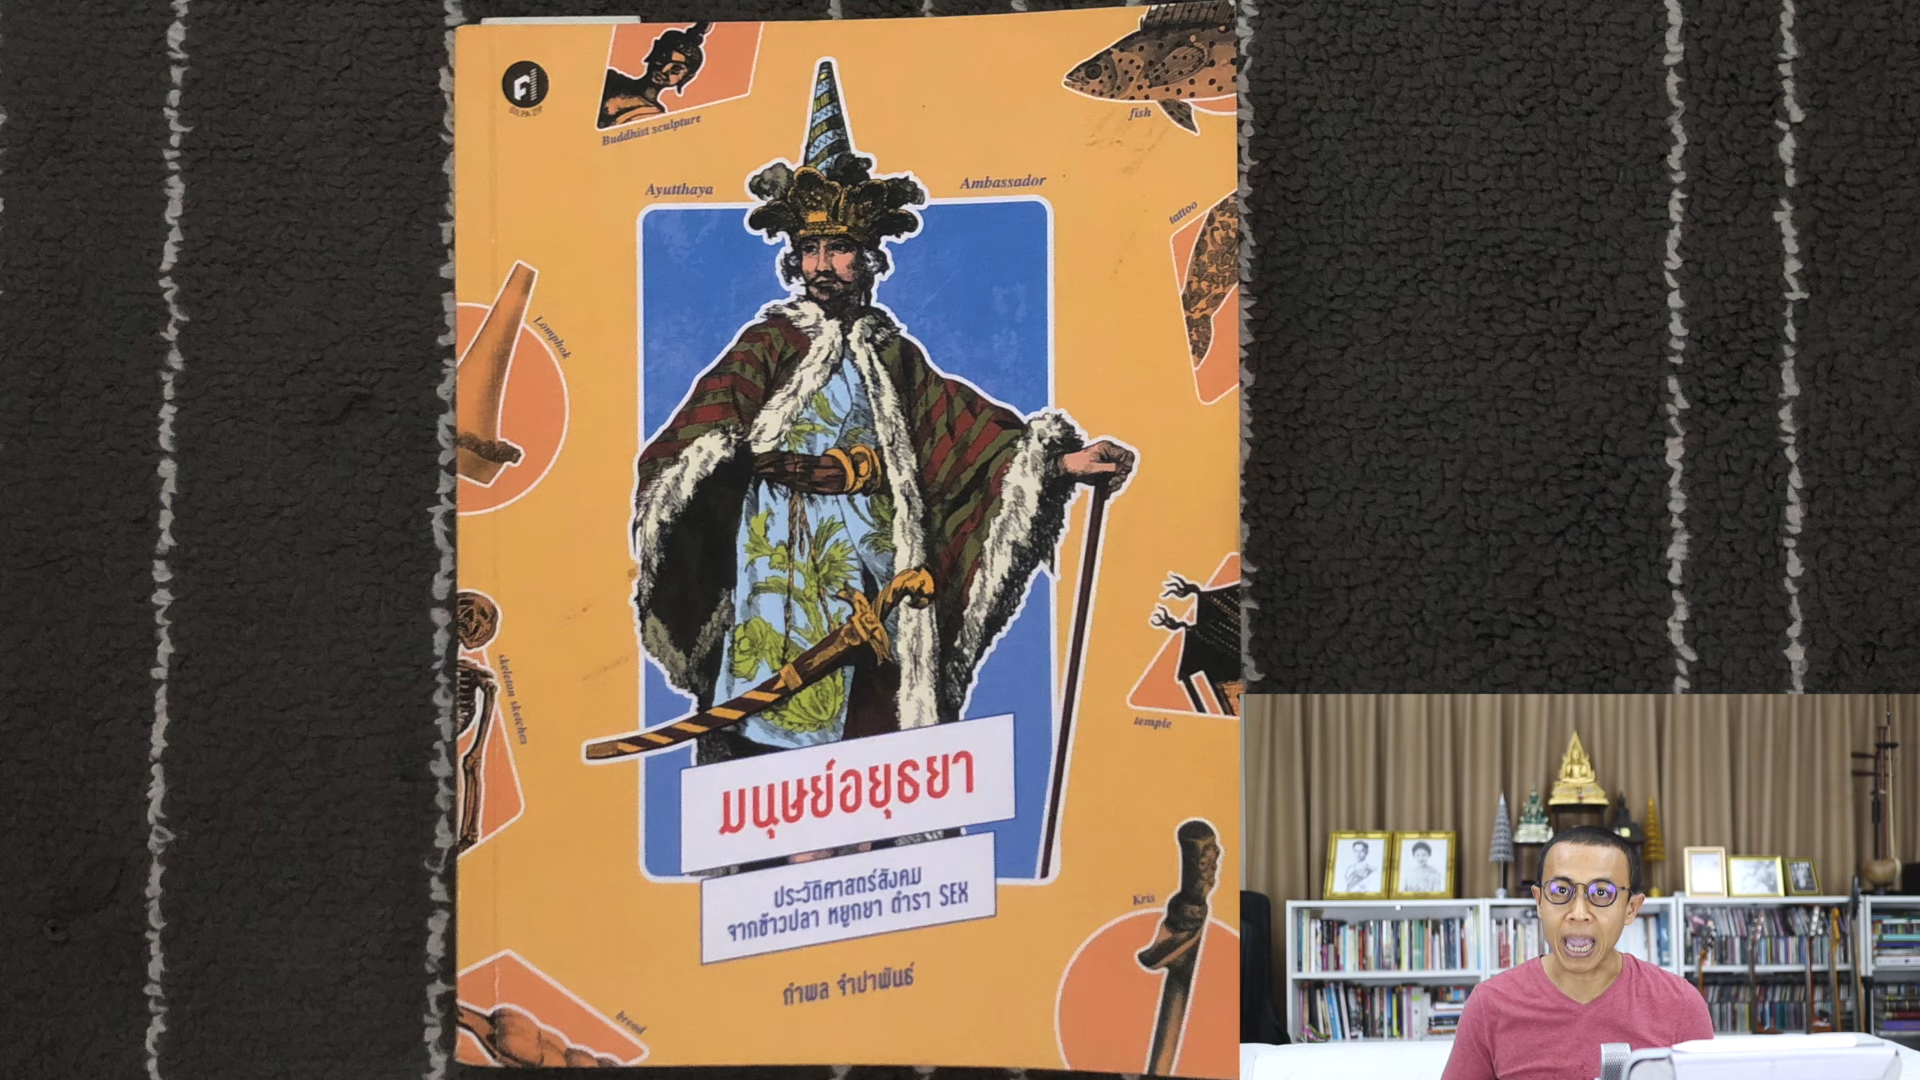 Buddhist sculpture
fish
Ayutthaya
Ambassador
tattoo
Lomphok
skeleton sketches
temple
มนุษย์อยุธยา
ประวัติศาสตร์สังคม
จากข้าวปลา หยูกยา ตำรา SEX
Kris
กำพล จำปาพันธ์
bread